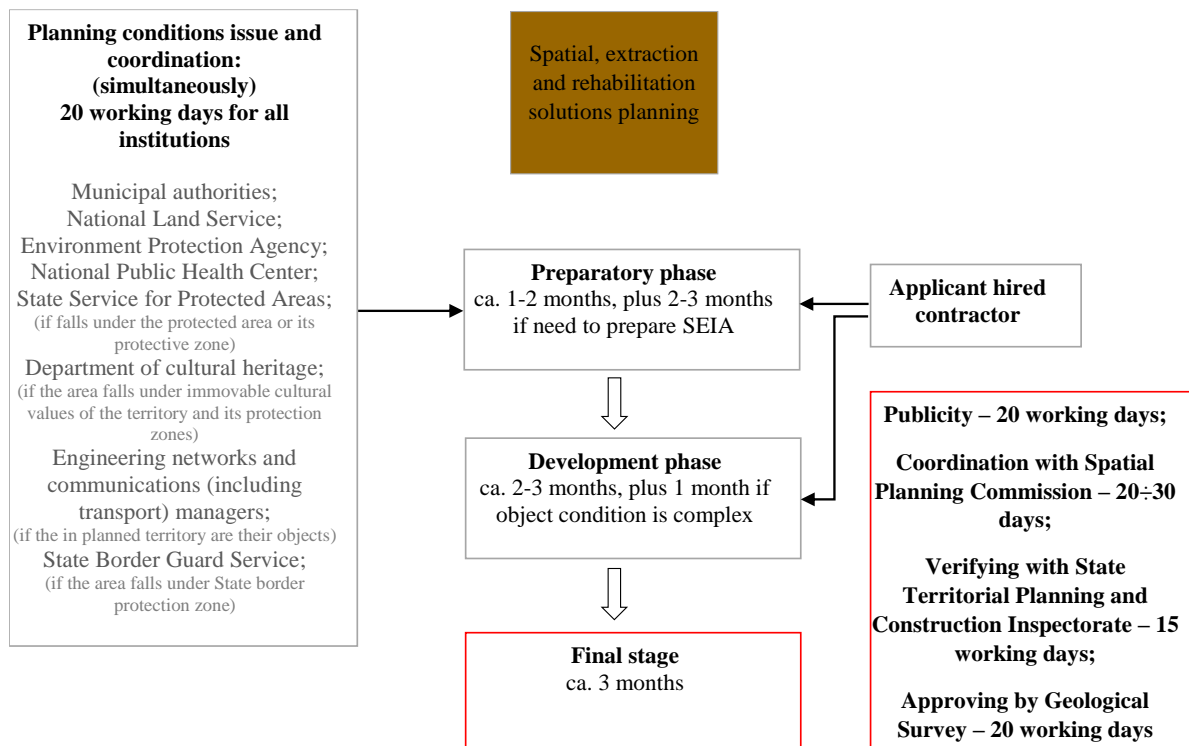 Planning conditions issue and
coordination:
(simultaneously)
20 working days for all
institutions
Municipal authorities;
National Land Service;
Environment Protection Agency;
National Public Health Center;
State Service for Protected Areas;
(if falls under the protected area or its
protective zone)
Department of cultural heritage;
(if the area falls under immovable cultural
values of the territory and its protection
zones)
Engineering networks and
communications (including
transport) managers;
(if the in planned territory are their objects)
State Border Guard Service;
(if the area falls under State border
protection zone)
Spatial, extraction
and rehabilitation
solutions planning
Preparatory phase
ca. 1-2 months, plus 2-3 months
if need to prepare SEIA
Development phase
ca. 2-3 months, plus 1 month if
object condition is complex
Final stage
ca. 3 months
Applicant hired
contractor
Publicity – 20 working days;
Coordination with Spatial
Planning Commission – 20÷30
days;
Verifying with State
Territorial Planning and
Construction Inspectorate – 15
working days;
Approving by Geological
Survey – 20 working days